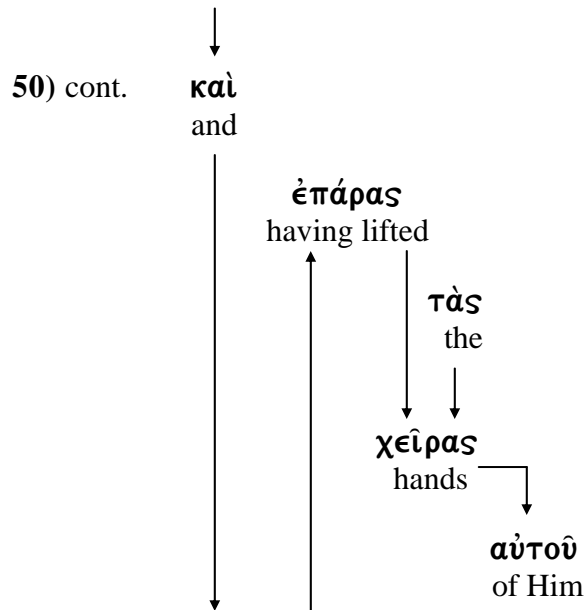 50) cont. καὶ
and
ἐπάρας
having lifted
τὰς
the
χεῖρας
hands
αὐτοῦ
of Him